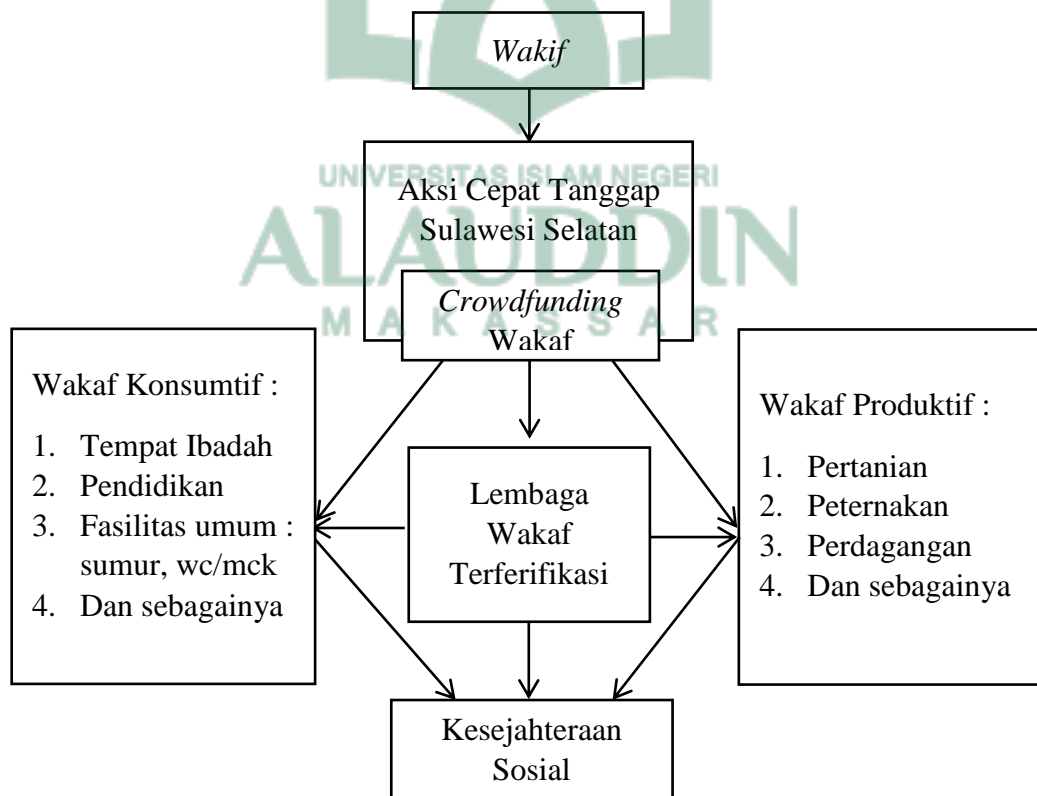 Wakif
UNIVERSITAS ISLAM NEGERI
Aksi Cepat Tanggap
Sulawesi Selatan
ALAUDDIN
Crowdfunding
MAKASSAR
Wakaf
Wakaf Konsumtif :
1. Tempat Ibadah
2. Pendidikan
3. Fasilitas umum :
sumur, wc/mck
4. Dan sebagainya
Lembaga
Wakaf
Terferifikasi
Wakaf Produktif :
1. Pertanian
2. Peternakan
3. Perdagangan
4. Dan sebagainya
Kesejahteraan
Sosial